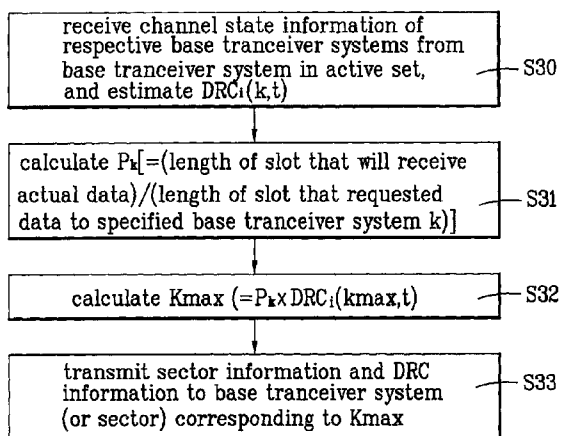 receive channel state information of
respective base tranceiver systems from
base tranceiver system in active set,
and estimate DRCi(k,t)
S30
calculate Pk[=(length of slot that will receive
actual data)/(length of slot that requested
data to specified base tranceiver system k)]
S31
calculate Kmax (=Pk×DRCi(kmax,t)
S32
transmit sector information and DRC
information to base tranceiver system
(or sector) corresponding to Kmax
S33